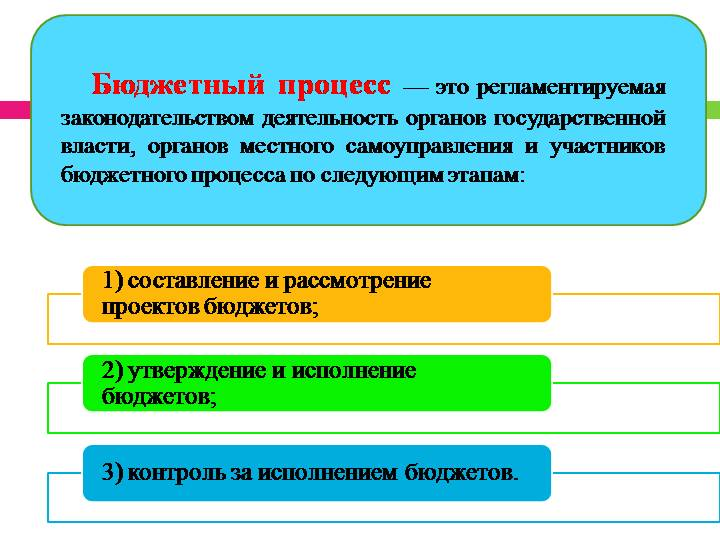 Бюджетный процесс — это регламентируемая
законодательством деятельность органов государственной
власти, органов местного самоуправления и участников
бюджетного процесса по следующим этапам:
1) составление и рассмотрение
проектов бюджетов;
2) утверждение и исполнение
бюджетов;
3) контроль за исполнением бюджетов.